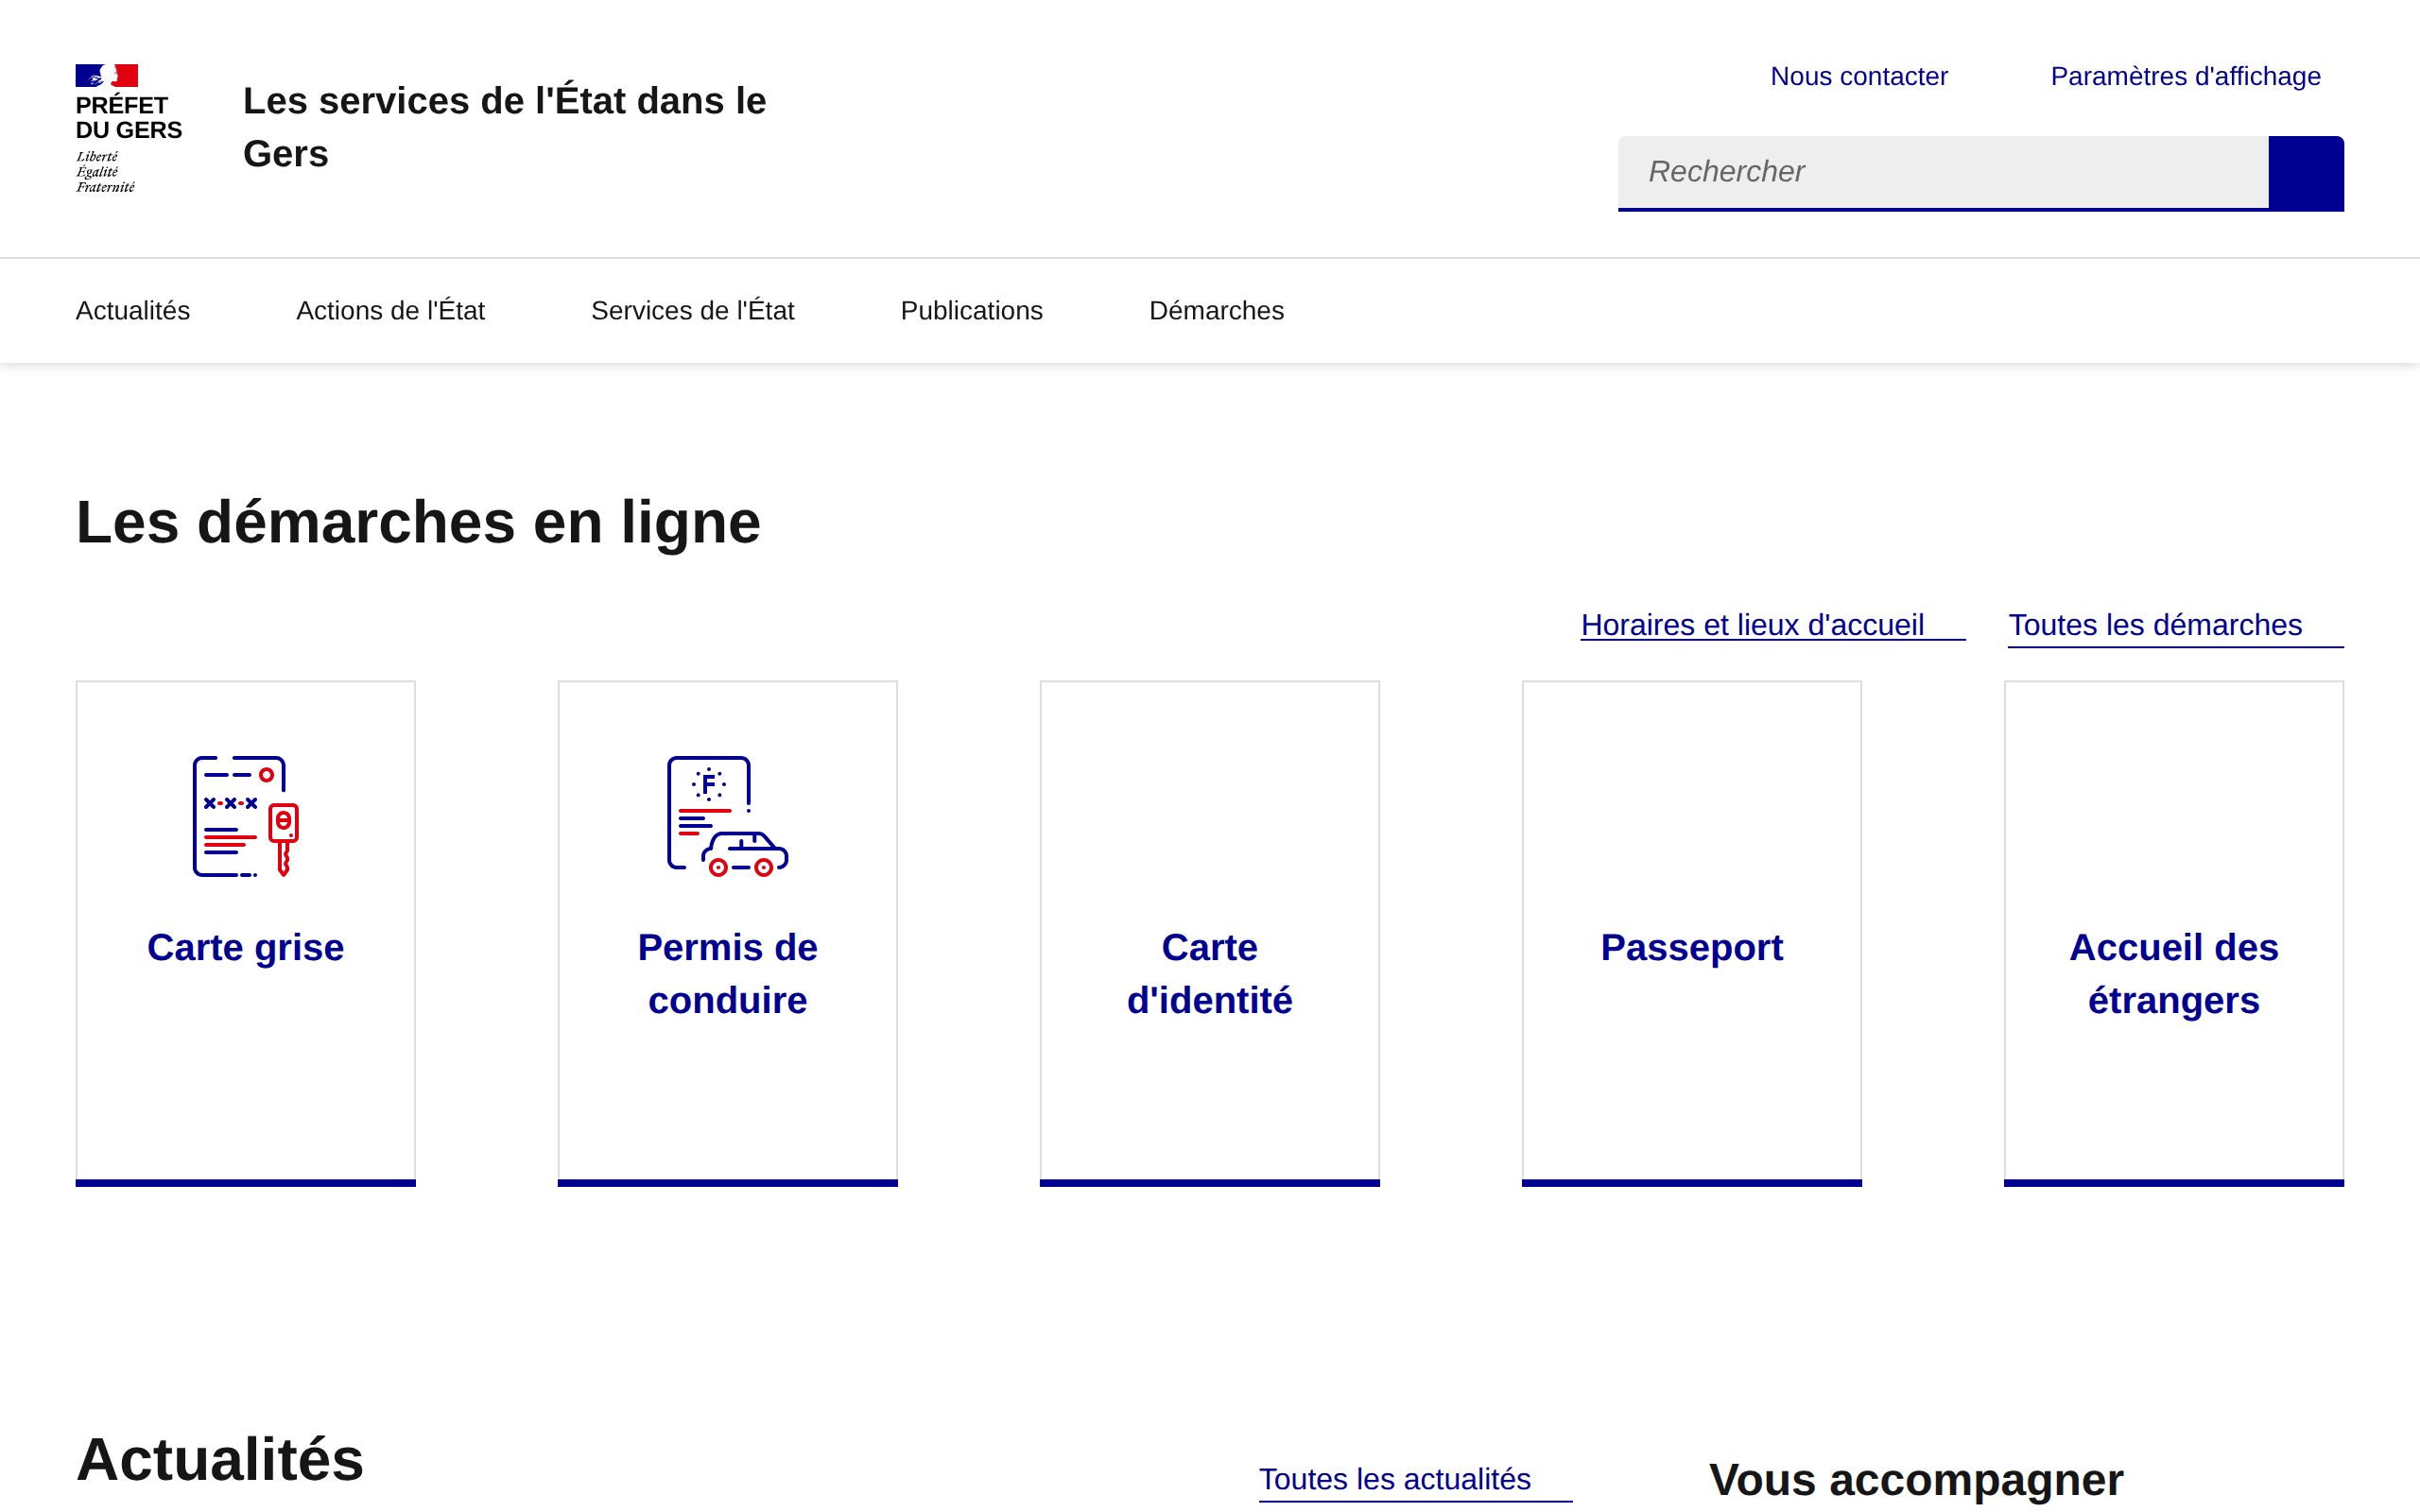 PRÉFET
DU GERS
Liberté
Égalité
Fraternité
Les services de l'État dans le
Gers
Nous contacter
Paramètres d'affichage
Rechercher
Actualités
Actions de l'État
Services de l'État
Publications
Démarches
Les démarches en ligne
Horaires et lieux d'accueil
Toutes les démarches
F
Carte grise
Permis de
conduire
Carte
d'identité
Passeport
Accueil des
étrangers
Actualités
Toutes les actualités
Vous accompagner